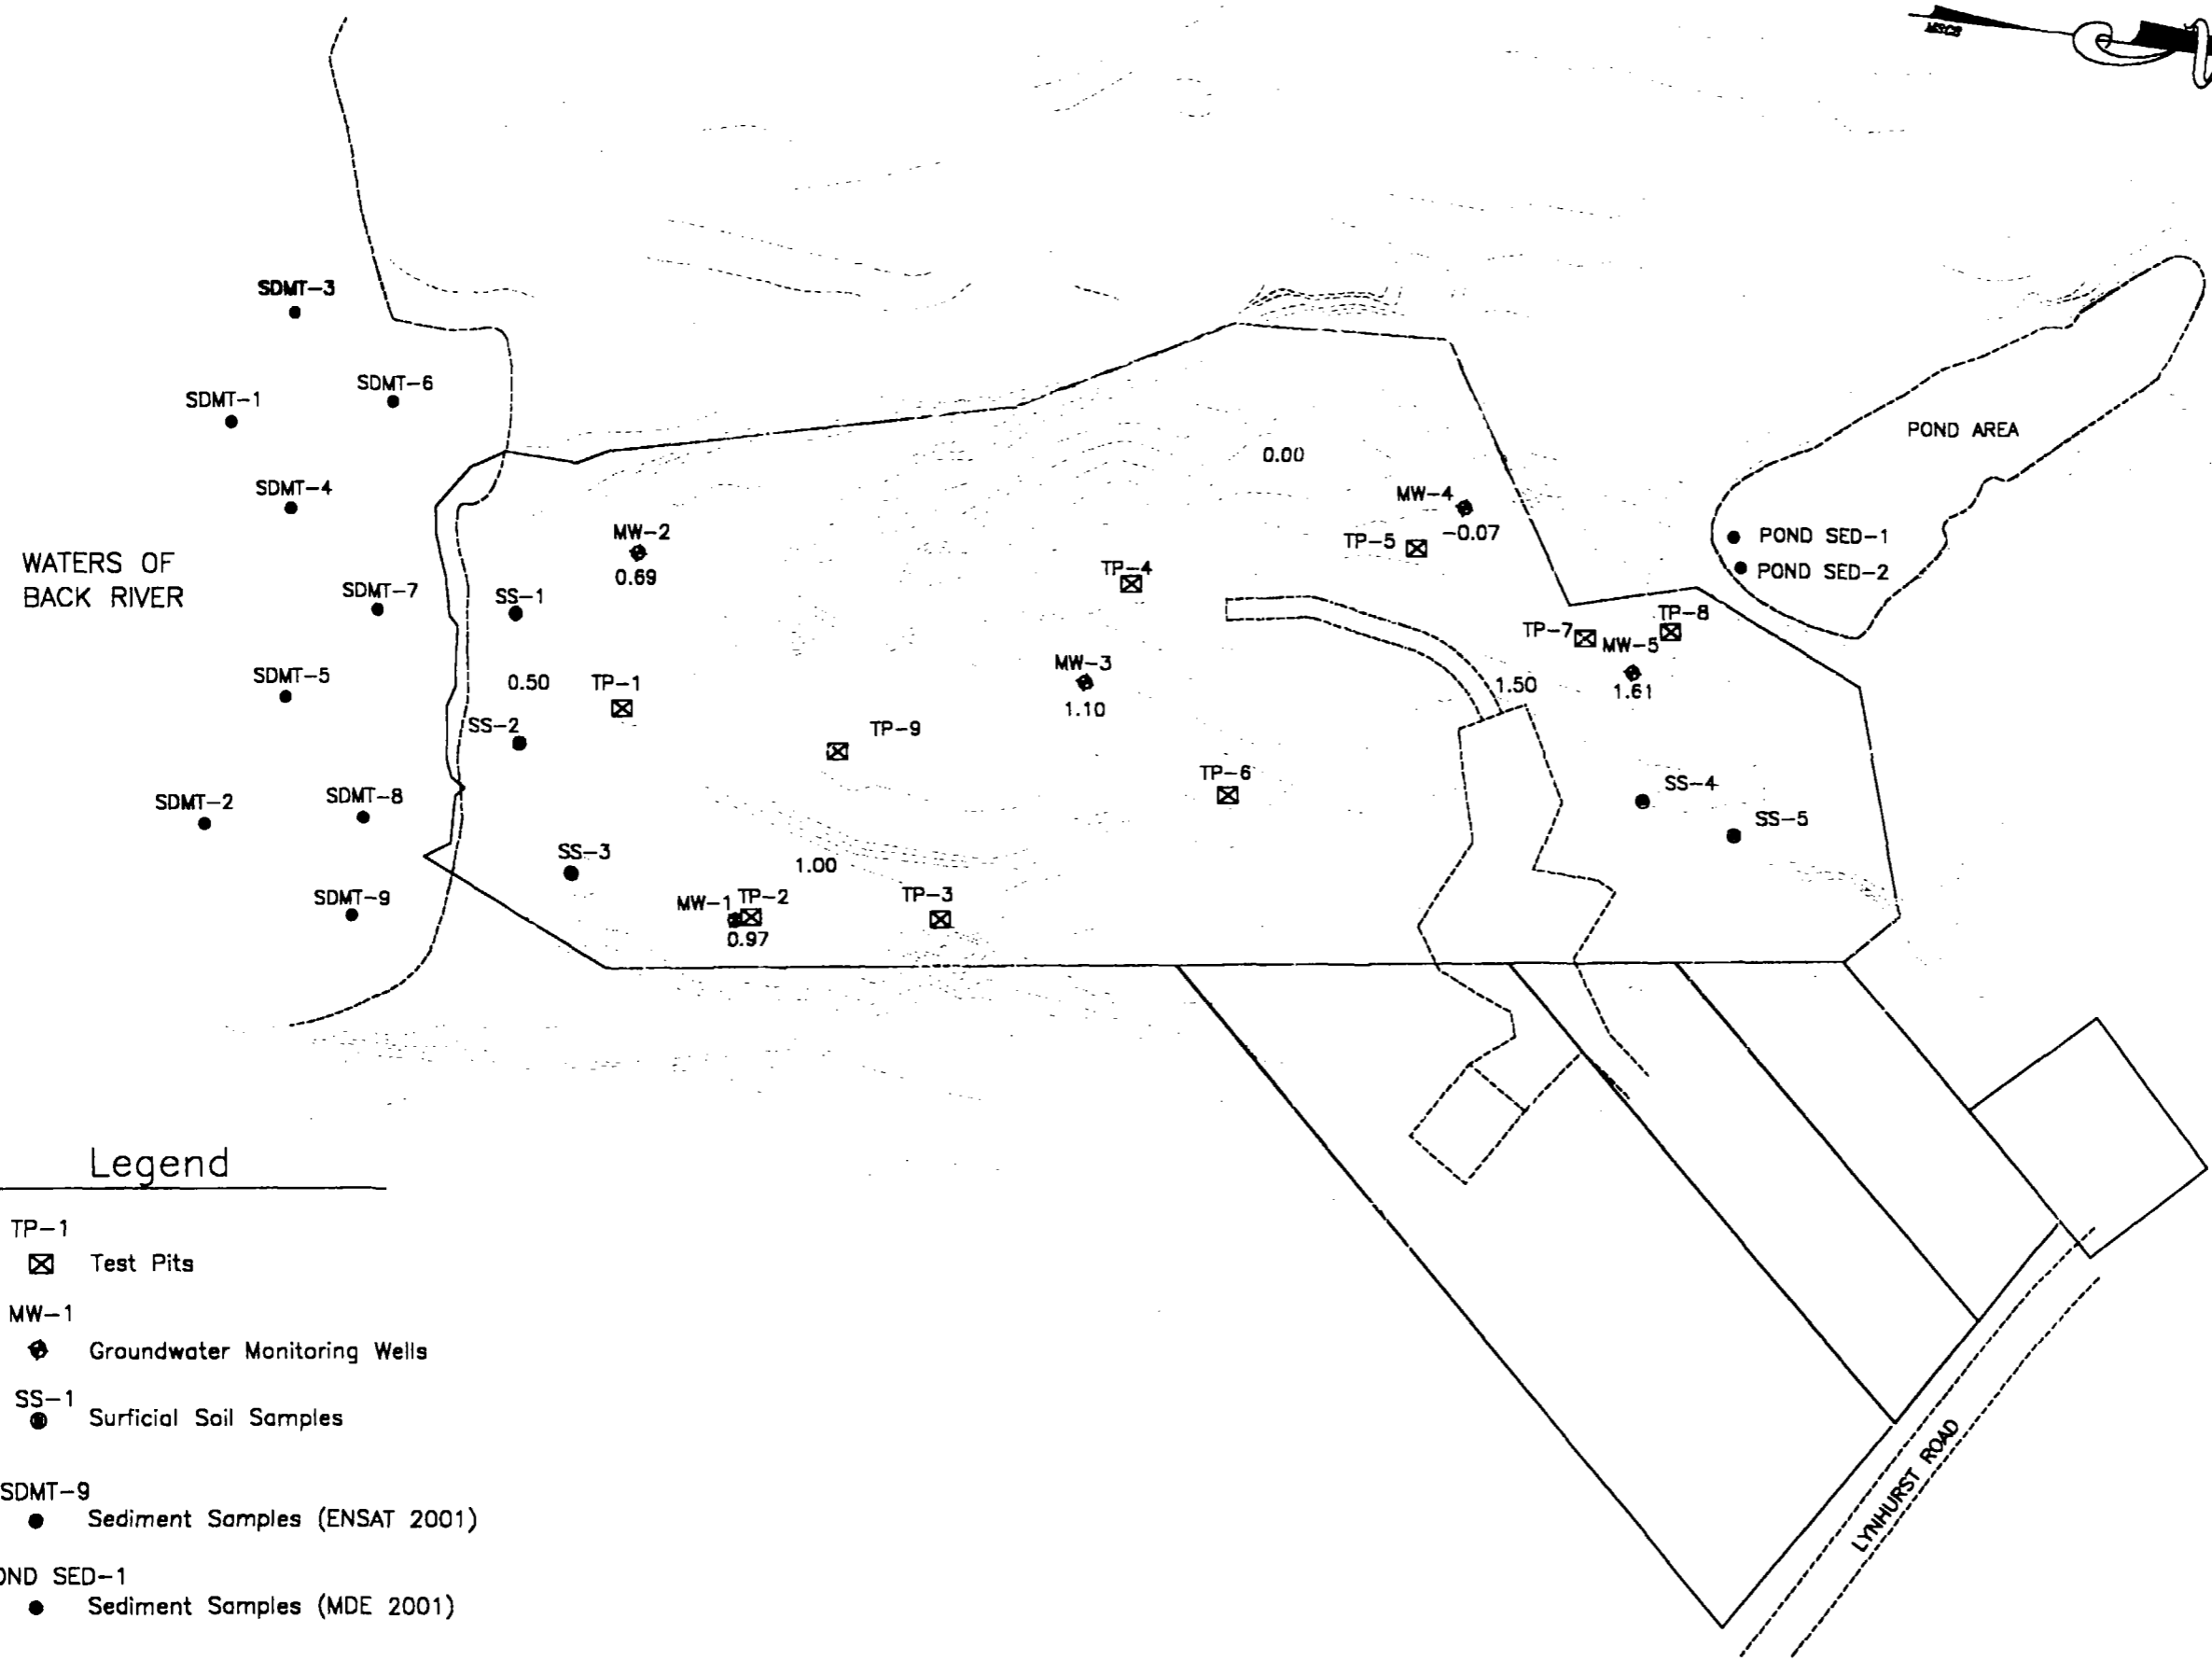 SDMT-3
SDMT-6
SDMT-1
SDMT-4
POND AREA
0.00
MW-4
-0.07
TP-5
POND SED-1
POND SED-2
MW-2
0.69
TP-4
WATERS OF
BACK RIVER
SDMT-7
SS-1
TP-8
TP-7
MW-5
1.61
MW-3
1.10
1.50
SDMT-5
0.50
TP-1
SS-2
TP-9
TP-6
SS-4
SS-5
SDMT-2
SDMT-8
SS-3
1.00
SDMT-9
MW-1
TP-2
0.97
TP-3
Legend
TP-1
Test Pits
MW-1
Groundwater Monitoring Wells
SS-1
Surficial Soil Samples
SDMT-9
Sediment Samples (ENSAT 2001)
OND SED-1
Sediment Samples (MDE 2001)
LYNHURST ROAD